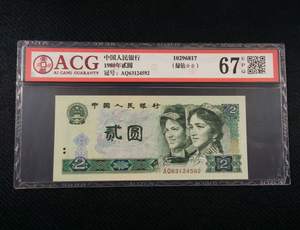 ACG
AI CANG GUARANTY
中国人民银行
1980年贰圆
冠号：AQ63124592
10296817
67
EPQ
中国人民银行
贰圆
2
2
AQ63124592